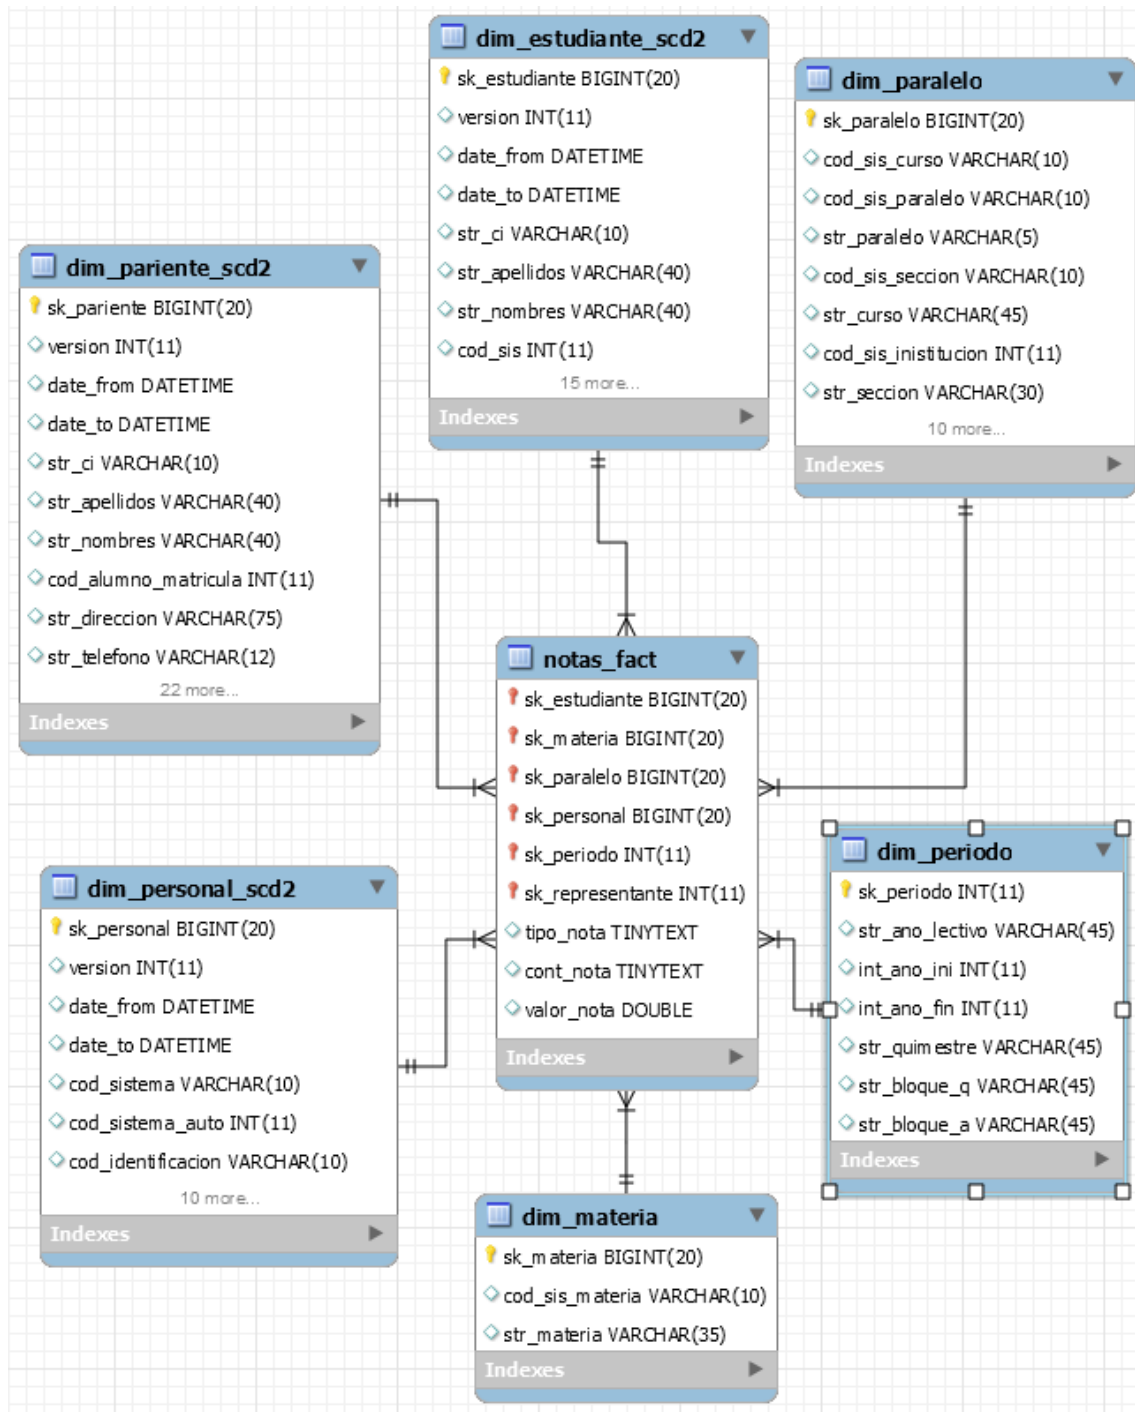 dim_estudiante_scd2
sk_estudiante BIGINT(20)
version INT(11)
date_from DATETIME
date_to DATETIME
str_ci VARCHAR(10)
str_apellidos VARCHAR(40)
str_nombres VARCHAR(40)
cod_sis INT(11)
15 more...
Indexes
dim_paralelo
sk_paralelo BIGINT(20)
cod_sis_curso VARCHAR(10)
cod_sis_paralelo VARCHAR(10)
str_paralelo VARCHAR(5)
cod_sis_seccion VARCHAR(10)
str_curso VARCHAR(45)
cod_sis_inistitucion INT(11)
str_seccion VARCHAR(30)
10 more...
Indexes
dim_pariente_scd2
sk_pariente BIGINT(20)
version INT(11)
date_from DATETIME
date_to DATETIME
str_ci VARCHAR(10)
str_apellidos VARCHAR(40)
str_nombres VARCHAR(40)
cod_alumno_matricula INT(11)
str_direccion VARCHAR(75)
str_telefono VARCHAR(12)
22 more...
Indexes
notas_fact
sk_estudiante BIGINT(20)
sk_materia BIGINT(20)
sk_paralelo BIGINT(20)
sk_personal BIGINT(20)
sk_periodo INT(11)
sk_representante INT(11)
tipo_nota TINYTEXT
cont_nota TINYTEXT
valor_nota DOUBLE
Indexes
dim_periodo
sk_periodo INT(11)
str_ano_lectivo VARCHAR(45)
int_ano_ini INT(11)
int_ano_fin INT(11)
str_quimestre VARCHAR(45)
str_bloque_q VARCHAR(45)
str_bloque_a VARCHAR(45)
Indexes
dim_personal_scd2
sk_personal BIGINT(20)
version INT(11)
date_from DATETIME
date_to DATETIME
cod_sistema VARCHAR(10)
cod_sistema_auto INT(11)
cod_identificacion VARCHAR(10)
10 more...
Indexes
dim_materia
sk_materia BIGINT(20)
cod_sis_materia VARCHAR(10)
str_materia VARCHAR(35)
Indexes